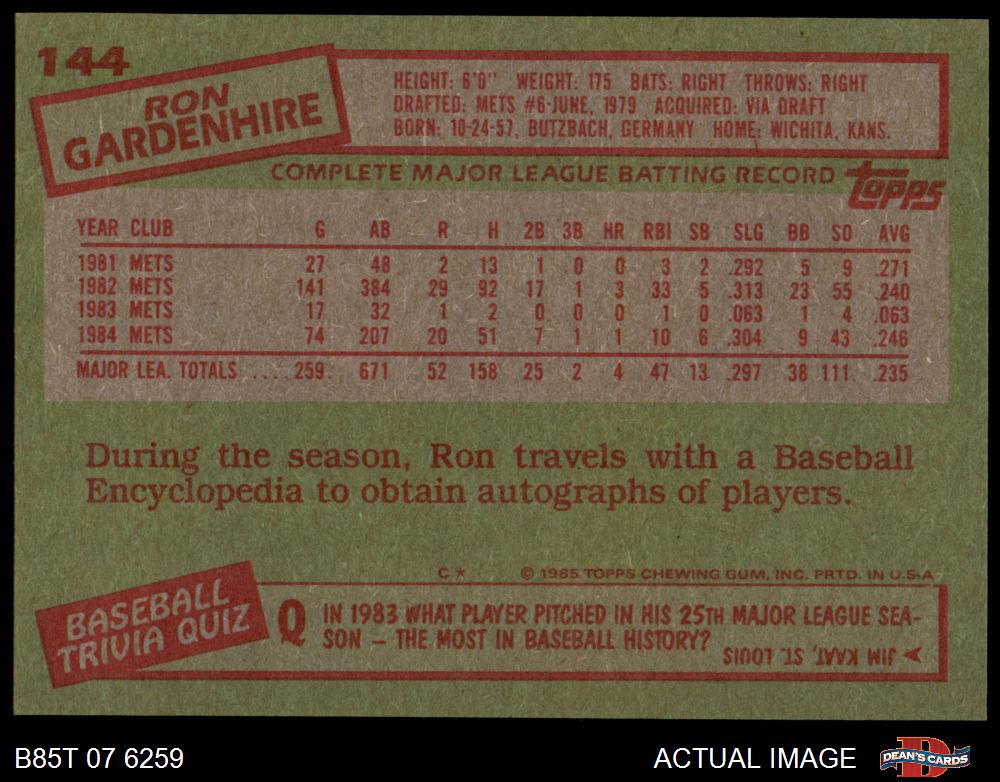 144
RON
GARDENHIRE
HEIGHT: 6'0" WEIGHT: 175 BATS: RIGHT THROWS: RIGHT
DRAFTED: METS #6-JUNE, 1979 ACQUIRED: VIA DRAFT
BORN: 10-24-57, BUTZBACH, GERMANY HOME: WICHITA, KANS.
COMPLETE MAJOR LEAGUE BATTING RECORD topps
YEAR CLUB G AB R H 2B 3B HR RBI SB SLG BB SO AVG
1981 METS 27 48 2 13 1 0 0 3 2 .292 5 9 .271
1982 METS 141 384 29 92 17 1 3 33 5 .313 23 55 .240
1983 METS 17 32 1 2 0 0 0 1 0 .063 1 4 .063
1984 METS 74 207 20 51 7 1 1 10 6 .304 9 43 .246
MAJOR LEA. TOTALS ....259. 671 52 158 25 2 4 47 13 .297 38 111 .235
During the season, Ron travels with a Baseball
Encyclopedia to obtain autographs of players.
C* © 1985 TOPPS CHEWING GUM, INC. PRTD. IN U.S.A.
BASEBALL
TRIVIA QUIZ
Q IN 1983 WHAT PLAYER PITCHED IN HIS 25TH MAJOR LEAGUE SEA-
SON – THE MOST IN BASEBALL HISTORY?
JIM KAAT, ST. LOUIS
B85T 07 6259 ACTUAL IMAGE DEAN'S CARDS